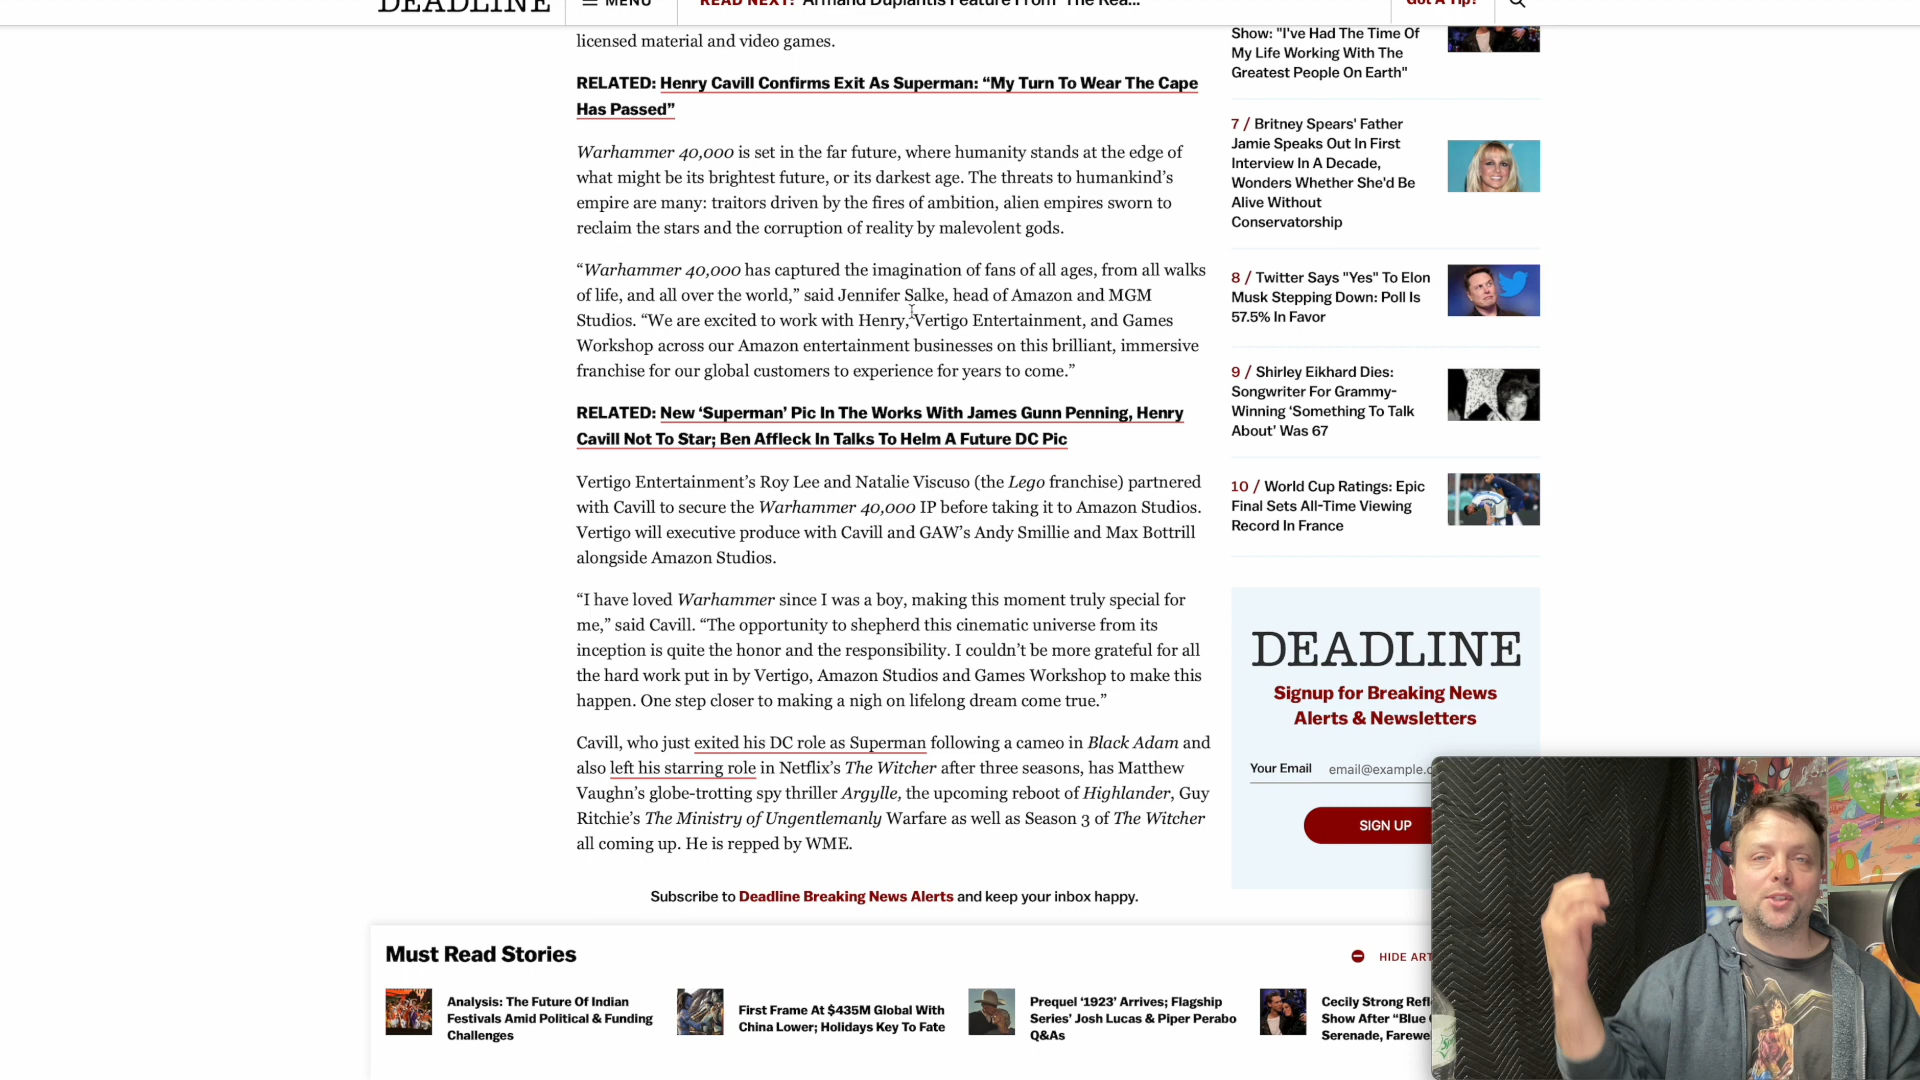 DEADLINE
MENU
READ NEXT: Armand Duplantis Feature From 'The Rea...
Got A Tip?
licensed material and video games.
RELATED: Henry Cavill Confirms Exit As Superman: “My Turn To Wear The Cape
Has Passed”
Warhammer 40,000 is set in the far future, where humanity stands at the edge of
what might be its brightest future, or its darkest age. The threats to humankind’s
empire are many: traitors driven by the fires of ambition, alien empires sworn to
reclaim the stars and the corruption of reality by malevolent gods.
“Warhammer 40,000 has captured the imagination of fans of all ages, from all walks
of life, and all over the world,” said Jennifer Salke, head of Amazon and MGM
Studios. “We are excited to work with Henry, Vertigo Entertainment, and Games
Workshop across our Amazon entertainment businesses on this brilliant, immersive
franchise for our global customers to experience for years to come.”
RELATED: New ‘Superman’ Pic In The Works With James Gunn Penning, Henry
Cavill Not To Star; Ben Affleck In Talks To Helm A Future DC Pic
Vertigo Entertainment’s Roy Lee and Natalie Viscuso (the Lego franchise) partnered
with Cavill to secure the Warhammer 40,000 IP before taking it to Amazon Studios.
Vertigo will executive produce with Cavill and GAW’s Andy Smillie and Max Bottrill
alongside Amazon Studios.
“I have loved Warhammer since I was a boy, making this moment truly special for
me,” said Cavill. “The opportunity to shepherd this cinematic universe from its
inception is quite the honor and the responsibility. I couldn’t be more grateful for all
the hard work put in by Vertigo, Amazon Studios and Games Workshop to make this
happen. One step closer to making a nigh on lifelong dream come true.”
Cavill, who just exited his DC role as Superman following a cameo in Black Adam and
also left his starring role in Netflix’s The Witcher after three seasons, has Matthew
Vaughn’s globe-trotting spy thriller Argylle, the upcoming reboot of Highlander, Guy
Ritchie’s The Ministry of Ungentlemanly Warfare as well as Season 3 of The Witcher
all coming up. He is repped by WME.
Subscribe to Deadline Breaking News Alerts and keep your inbox happy.
Show: "I've Had The Time Of
My Life Working With The
Greatest People On Earth"
7 / Britney Spears' Father
Jamie Speaks Out In First
Interview In A Decade,
Wonders Whether She'd Be
Alive Without
Conservatorship
8 / Twitter Says "Yes" To Elon
Musk Stepping Down: Poll Is
57.5% In Favor
9 / Shirley Eikhard Dies:
Songwriter For Grammy-
Winning ‘Something To Talk
About’ Was 67
10 / World Cup Ratings: Epic
Final Sets All-Time Viewing
Record In France
DEADLINE
Signup for Breaking News
Alerts & Newsletters
Your Email email@example.c
SIGN UP
Must Read Stories
HIDE ART
Analysis: The Future Of Indian
Festivals Amid Political & Funding
Challenges
First Frame At $435M Global With
China Lower; Holidays Key To Fate
Prequel ‘1923’ Arrives; Flagship
Series’ Josh Lucas & Piper Perabo
Q&As
Cecily Strong Refl
Show After “Blue
Serenade, Farewe